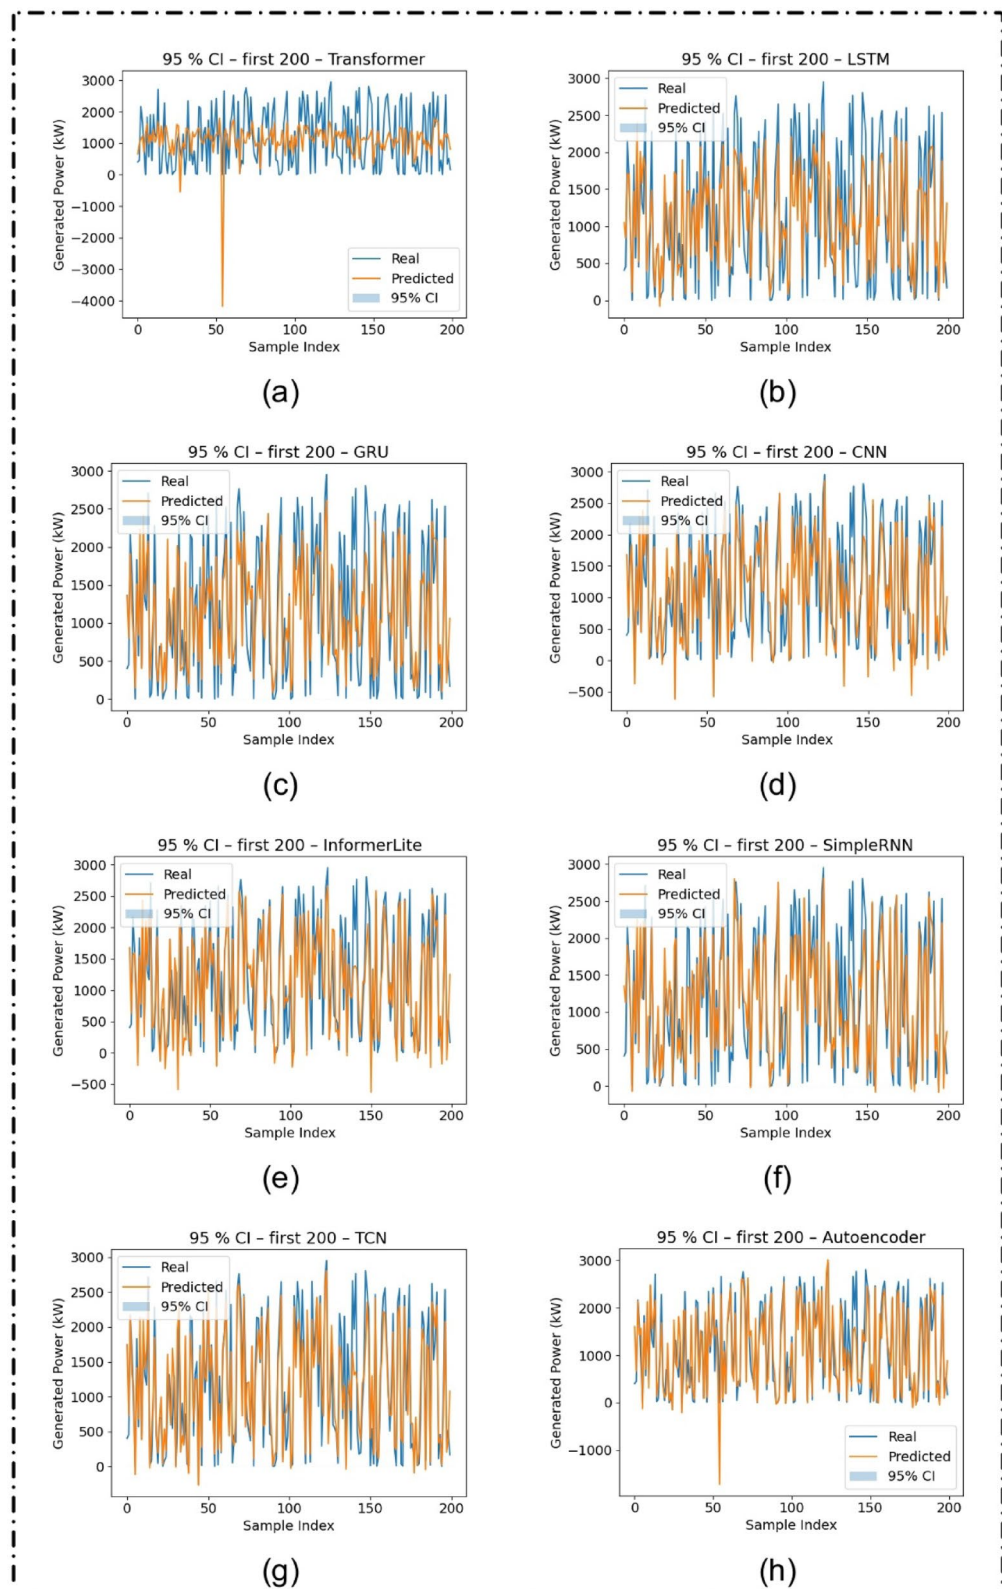 95 % CI – first 200 – Transformer
Generated Power (kW)
3000
2000
1000
0
−1000
−2000
−3000
−4000
Real
Predicted
95% CI
0
50
100
150
200
Sample Index
(a)
95 % CI – first 200 – LSTM
Generated Power (kW)
3000
2500
2000
1500
1000
500
0
Real
Predicted
95% CI
0
50
100
150
200
Sample Index
(b)
95 % CI – first 200 – GRU
Generated Power (kW)
3000
2500
2000
1500
1000
500
0
Real
Predicted
95% CI
0
50
100
150
200
Sample Index
(c)
95 % CI – first 200 – CNN
Generated Power (kW)
3000
2500
2000
1500
1000
500
0
−500
Real
Predicted
95% CI
0
50
100
150
200
Sample Index
(d)
95 % CI – first 200 – InformerLite
Generated Power (kW)
3000
2500
2000
1500
1000
500
0
−500
Real
Predicted
95% CI
0
50
100
150
200
Sample Index
(e)
95 % CI – first 200 – SimpleRNN
Generated Power (kW)
3000
2500
2000
1500
1000
500
0
Real
Predicted
95% CI
0
50
100
150
200
Sample Index
(f)
95 % CI – first 200 – TCN
Generated Power (kW)
3000
2500
2000
1500
1000
500
0
Real
Predicted
95% CI
0
50
100
150
200
Sample Index
(g)
95 % CI – first 200 – Autoencoder
Generated Power (kW)
3000
2000
1000
0
−1000
Real
Predicted
95% CI
0
50
100
150
200
Sample Index
(h)